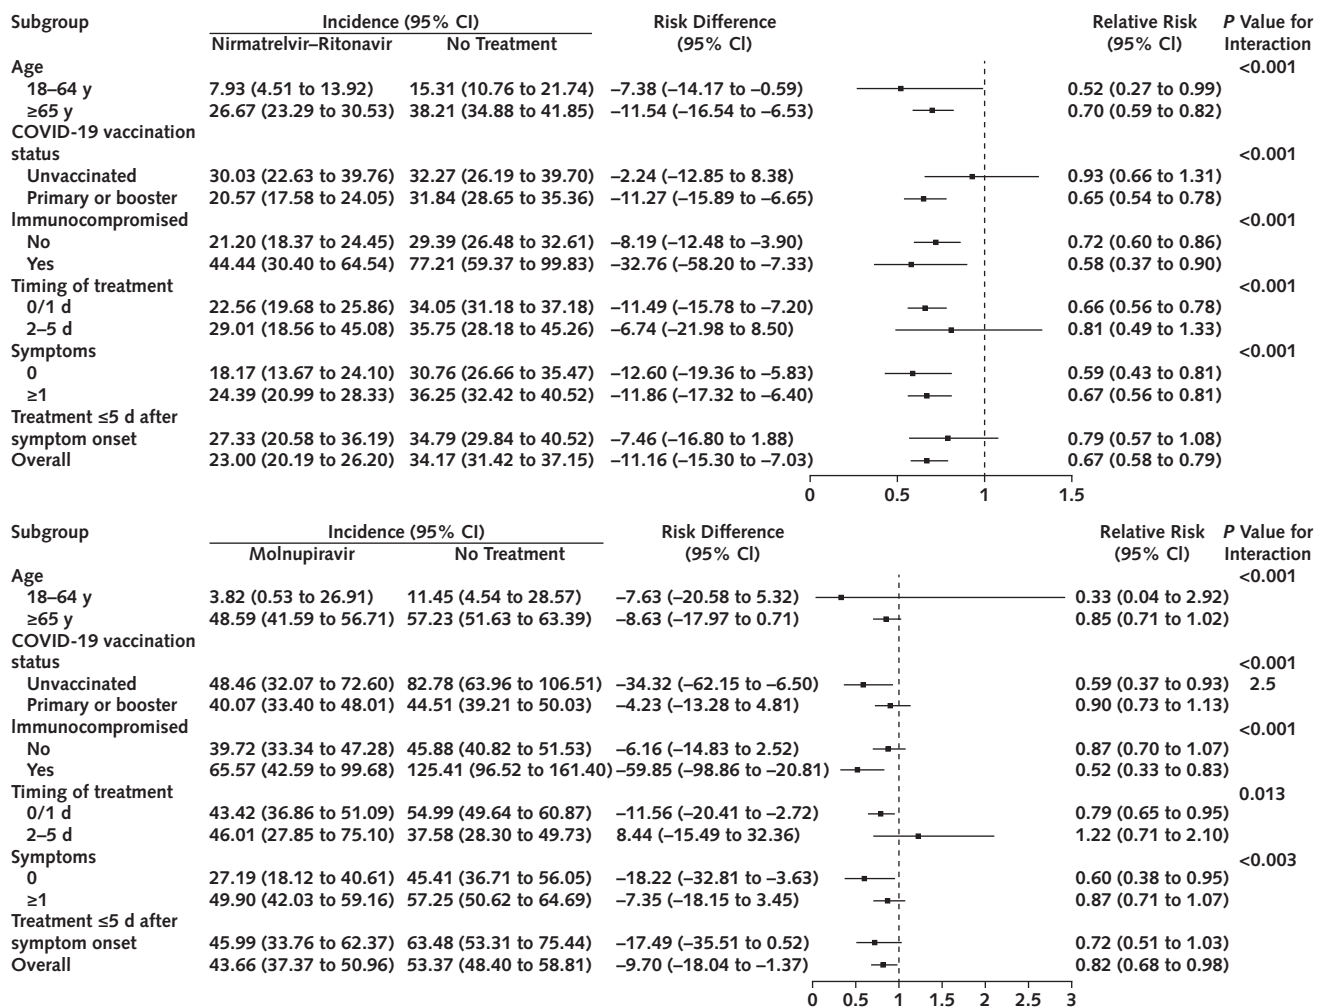 Subgroup Incidence (95% CI) Risk Difference Relative Risk P Value for
Nirmatrelvir–Ritonavir No Treatment (95% CI) (95% CI) Interaction
Age <0.001
18–64 y 7.93 (4.51 to 13.92) 15.31 (10.76 to 21.74) –7.38 (–14.17 to –0.59) 0.52 (0.27 to 0.99)
≥65 y 26.67 (23.29 to 30.53) 38.21 (34.88 to 41.85) –11.54 (–16.54 to –6.53) 0.70 (0.59 to 0.82)
COVID-19 vaccination
status <0.001
Unvaccinated 30.03 (22.63 to 39.76) 32.27 (26.19 to 39.70) –2.24 (–12.85 to 8.38) 0.93 (0.66 to 1.31)
Primary or booster 20.57 (17.58 to 24.05) 31.84 (28.65 to 35.36) –11.27 (–15.89 to –6.65) 0.65 (0.54 to 0.78)
Immunocompromised <0.001
No 21.20 (18.37 to 24.45) 29.39 (26.48 to 32.61) –8.19 (–12.48 to –3.90) 0.72 (0.60 to 0.86)
Yes 44.44 (30.40 to 64.54) 77.21 (59.37 to 99.83) –32.76 (–58.20 to –7.33) 0.58 (0.37 to 0.90)
Timing of treatment <0.001
0/1 d 22.56 (19.68 to 25.86) 34.05 (31.18 to 37.18) –11.49 (–15.78 to –7.20) 0.66 (0.56 to 0.78)
2–5 d 29.01 (18.56 to 45.08) 35.75 (28.18 to 45.26) –6.74 (–21.98 to 8.50) 0.81 (0.49 to 1.33)
Symptoms <0.001
0 18.17 (13.67 to 24.10) 30.76 (26.66 to 35.47) –12.60 (–19.36 to –5.83) 0.59 (0.43 to 0.81)
≥1 24.39 (20.99 to 28.33) 36.25 (32.42 to 40.52) –11.86 (–17.32 to –6.40) 0.67 (0.56 to 0.81)
Treatment ≤5 d after
symptom onset 27.33 (20.58 to 36.19) 34.79 (29.84 to 40.52) –7.46 (–16.80 to 1.88) 0.79 (0.57 to 1.08)
Overall 23.00 (20.19 to 26.20) 34.17 (31.42 to 37.15) –11.16 (–15.30 to –7.03) 0.67 (0.58 to 0.79)
0 0.5 1 1.5
Subgroup Incidence (95% CI) Risk Difference Relative Risk P Value for
Molnupiravir No Treatment (95% CI) (95% CI) Interaction
Age <0.001
18–64 y 3.82 (0.53 to 26.91) 11.45 (4.54 to 28.57) –7.63 (–20.58 to 5.32) 0.33 (0.04 to 2.92)
≥65 y 48.59 (41.59 to 56.71) 57.23 (51.63 to 63.39) –8.63 (–17.97 to 0.71) 0.85 (0.71 to 1.02)
COVID-19 vaccination
status <0.001
Unvaccinated 48.46 (32.07 to 72.60) 82.78 (63.96 to 106.51) –34.32 (–62.15 to –6.50) 0.59 (0.37 to 0.93) 2.5
Primary or booster 40.07 (33.40 to 48.01) 44.51 (39.21 to 50.03) –4.23 (–13.28 to 4.81) 0.90 (0.73 to 1.13)
Immunocompromised <0.001
No 39.72 (33.34 to 47.28) 45.88 (40.82 to 51.53) –6.16 (–14.83 to 2.52) 0.87 (0.70 to 1.07)
Yes 65.57 (42.59 to 99.68) 125.41 (96.52 to 161.40) –59.85 (–98.86 to –20.81) 0.52 (0.33 to 0.83)
Timing of treatment 0.013
0/1 d 43.42 (36.86 to 51.09) 54.99 (49.64 to 60.87) –11.56 (–20.41 to –2.72) 0.79 (0.65 to 0.95)
2–5 d 46.01 (27.85 to 75.10) 37.58 (28.30 to 49.73) 8.44 (–15.49 to 32.36) 1.22 (0.71 to 2.10)
Symptoms <0.003
0 27.19 (18.12 to 40.61) 45.41 (36.71 to 56.05) –18.22 (–32.81 to –3.63) 0.60 (0.38 to 0.95)
≥1 49.90 (42.03 to 59.16) 57.25 (50.62 to 64.69) –7.35 (–18.15 to 3.45) 0.87 (0.71 to 1.07)
Treatment ≤5 d after
symptom onset 45.99 (33.76 to 62.37) 63.48 (53.31 to 75.44) –17.49 (–35.51 to 0.52) 0.72 (0.51 to 1.03)
Overall 43.66 (37.37 to 50.96) 53.37 (48.40 to 58.81) –9.70 (–18.04 to –1.37) 0.82 (0.68 to 0.98)
0 0.5 1 1.5 2 2.5 3